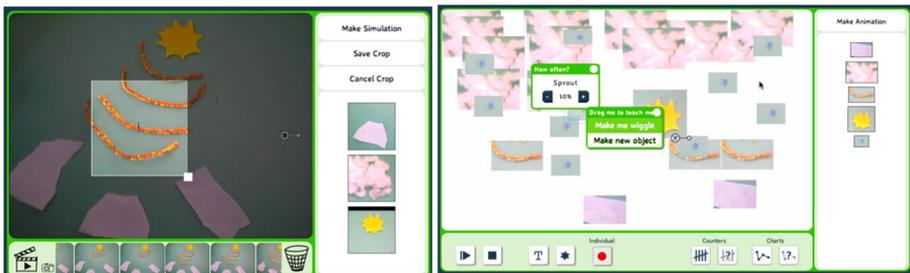 Make Simulation
Save Crop
Cancel Crop
How often?
Sprout
- 10% +
Drag me to teach me
Make me wiggle
Make new object
Make Animation
T
Individual
Counters
Charts
?